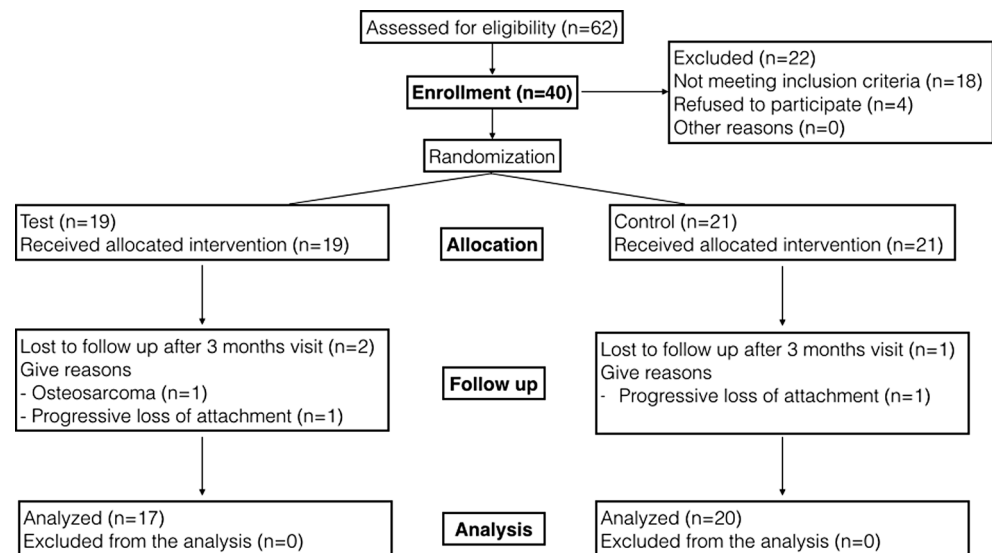 Assessed for eligibility (n=62)
Excluded (n=22)
Not meeting inclusion criteria (n=18)
Refused to participate (n=4)
Other reasons (n=0)
Enrollment (n=40)
Randomization
Test (n=19)
Received allocated intervention (n=19)
Allocation
Control (n=21)
Received allocated intervention (n=21)
Lost to follow up after 3 months visit (n=2)
Give reasons
- Osteosarcoma (n=1)
- Progressive loss of attachment (n=1)
Follow up
Lost to follow up after 3 months visit (n=1)
Give reasons
- Progressive loss of attachment (n=1)
Analyzed (n=17)
Excluded from the analysis (n=0)
Analysis
Analyzed (n=20)
Excluded from the analysis (n=0)